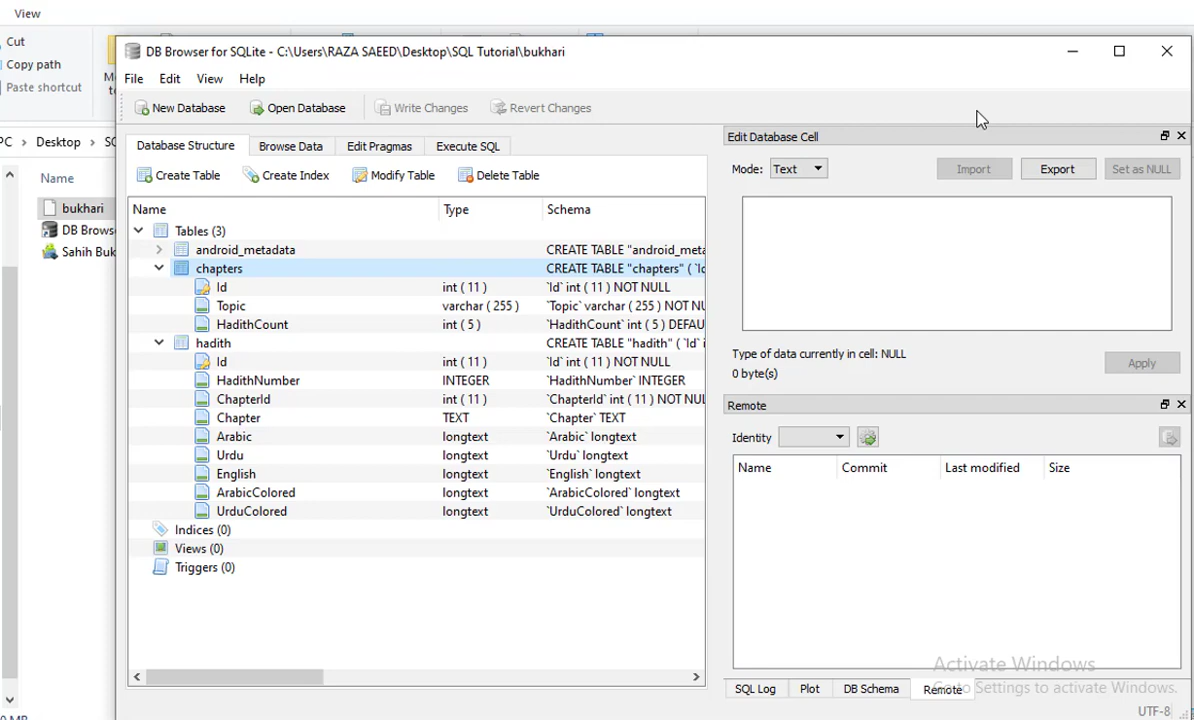 View
Cut
Copy path
Paste shortcut
DB Browser for SQLite - C:\Users\RAZA SAEED\Desktop\SQL Tutorial\bukhari
File Edit View Help
New Database Open Database Write Changes Revert Changes
PC > Desktop >
Database Structure Browse Data Edit Pragmas Execute SQL
Edit Database Cell
Create Table Create Index Modify Table Delete Table
Mode: Text Import Export Set as NULL
Name
bukhari
DB Brows
Sahih Buk
Name Type Schema
Tables (3)
android_metadata CREATE TABLE "android_meta
chapters CREATE TABLE "chapters" ( `Id
Id int ( 11 ) `Id` int ( 11 ) NOT NULL
Topic varchar ( 255 ) `Topic` varchar ( 255 ) NOT NU
HadithCount int ( 5 ) `HadithCount` int ( 5 ) DEFAU
hadith CREATE TABLE "hadith" ( `Id` i
Id int ( 11 ) `Id` int ( 11 ) NOT NULL
HadithNumber INTEGER `HadithNumber` INTEGER
ChapterId int ( 11 ) `ChapterId` int ( 11 ) NOT NUL
Chapter TEXT `Chapter` TEXT
Arabic longtext `Arabic` longtext
Urdu longtext `Urdu` longtext
English longtext `English` longtext
ArabicColored longtext `ArabicColored` longtext
UrduColored longtext `UrduColored` longtext
Indices (0)
Views (0)
Triggers (0)
Type of data currently in cell: NULL
0 byte(s)
Apply
Remote
Identity
Name Commit Last modified Size
Activate Windows
Go to Settings to activate Windows.
SQL Log Plot DB Schema Remote
UTF-8